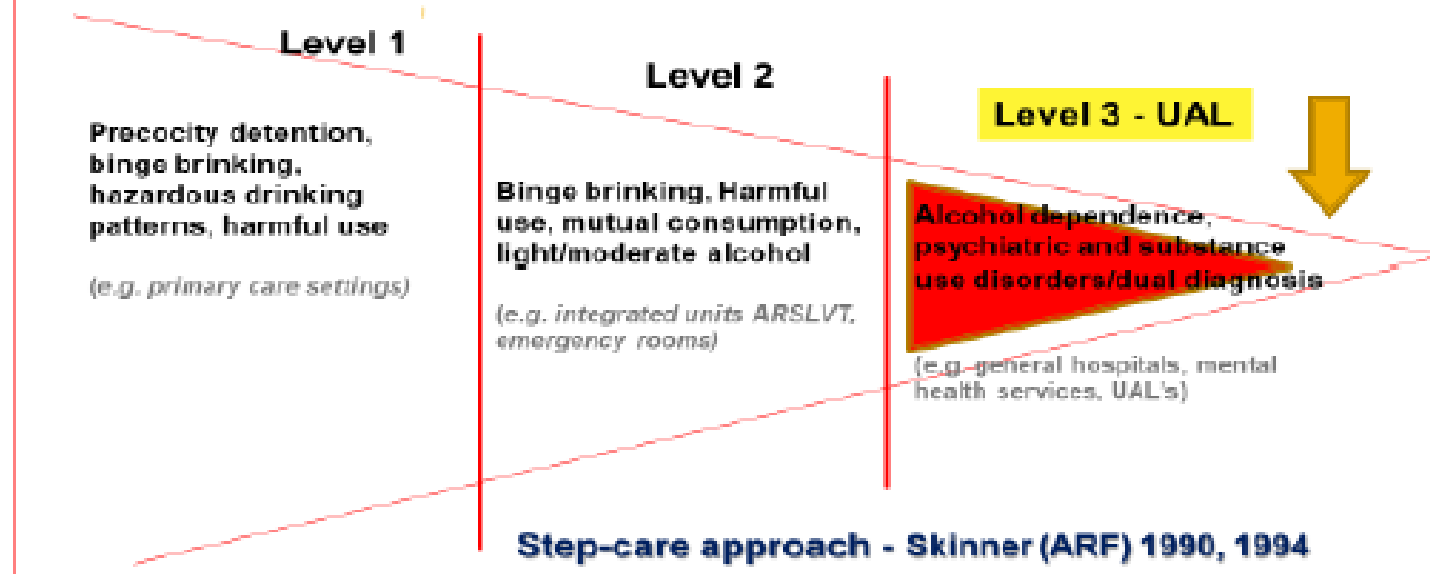 Level 1
Precocity detention,
binge brinking,
hazardous drinking
patterns, harmful use
(e.g. primary care settings)
Level 2
Binge brinking, Harmful
use, mutual consumption,
light/moderate alcohol
(e.g. integrated units ARSLVT,
emergency rooms)
Level 3 - UAL
Alcohol dependence,
psychiatric and substance
use disorders/dual diagnosis
(e.g. general hospitals, mental
health services, UAL's)
Step-care approach - Skinner (ARF) 1990, 1994